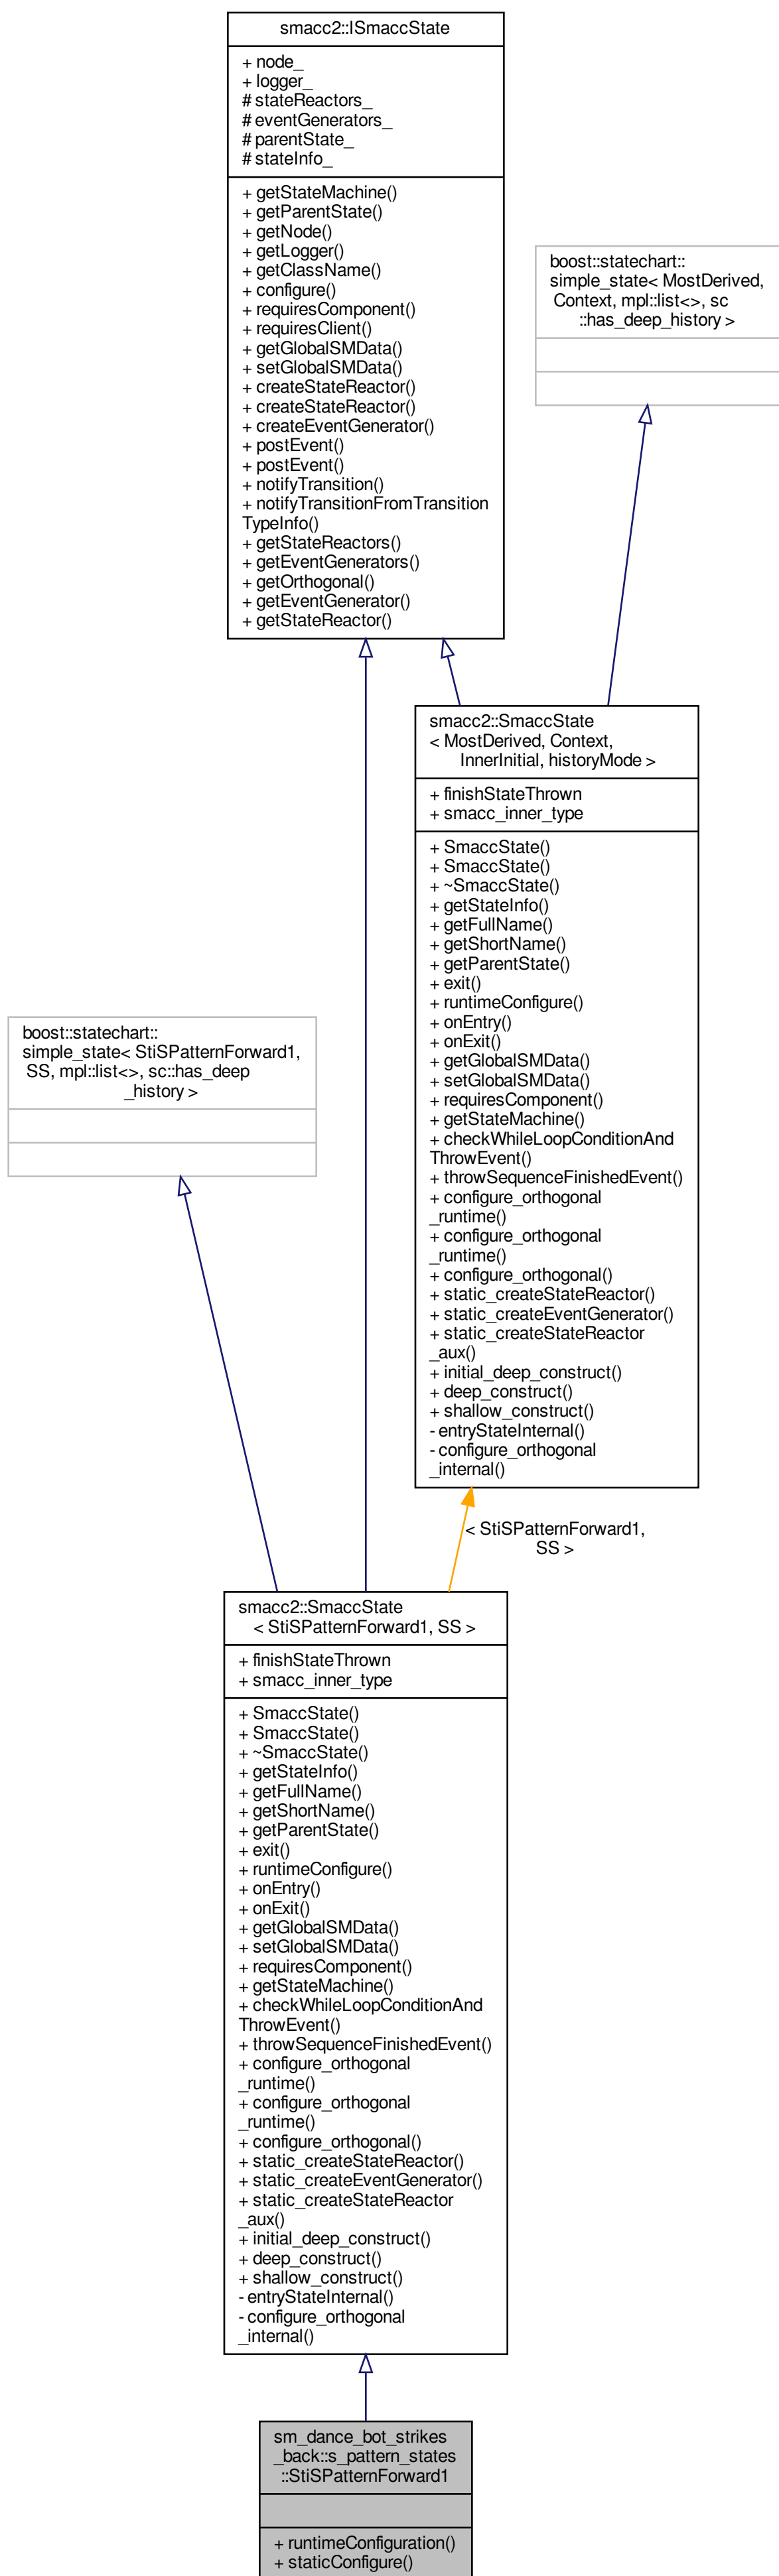 smacc2::ISmaccState
+ node_
+ logger_
# stateReactors_
# eventGenerators_
# parentState_
# stateInfo_
+ getStateMachine()
+ getParentState()
+ getNode()
+ getLogger()
+ getClassName()
+ configure()
+ requiresComponent()
+ requiresClient()
+ getGlobalSMData()
+ setGlobalSMData()
+ createStateReactor()
+ createStateReactor()
+ createEventGenerator()
+ postEvent()
+ postEvent()
+ notifyTransition()
+ notifyTransitionFromTransition
TypeInfo()
+ getStateReactors()
+ getEventGenerators()
+ getOrthogonal()
+ getEventGenerator()
+ getStateReactor()
boost::statechart::
simple_state< MostDerived,
Context, mpl::list<>, sc
::has_deep_history >
smacc2::SmaccState
< MostDerived, Context,
InnerInitial, historyMode >
+ finishStateThrown
+ smacc_inner_type
+ SmaccState()
+ SmaccState()
+ ~SmaccState()
+ getStateInfo()
+ getFullName()
+ getShortName()
+ getParentState()
+ exit()
+ runtimeConfigure()
+ onEntry()
+ onExit()
+ getGlobalSMData()
+ setGlobalSMData()
+ requiresComponent()
+ getStateMachine()
+ checkWhileLoopConditionAnd
ThrowEvent()
+ throwSequenceFinishedEvent()
+ configure_orthogonal
_runtime()
+ configure_orthogonal
_runtime()
+ configure_orthogonal()
+ static_createStateReactor()
+ static_createEventGenerator()
+ static_createStateReactor
_aux()
+ initial_deep_construct()
+ deep_construct()
+ shallow_construct()
- entryStateInternal()
- configure_orthogonal
_internal()
boost::statechart::
simple_state< StiSPatternForward1,
SS, mpl::list<>, sc::has_deep
_history >
< StiSPatternForward1,
SS >
smacc2::SmaccState
< StiSPatternForward1, SS >
+ finishStateThrown
+ smacc_inner_type
+ SmaccState()
+ SmaccState()
+ ~SmaccState()
+ getStateInfo()
+ getFullName()
+ getShortName()
+ getParentState()
+ exit()
+ runtimeConfigure()
+ onEntry()
+ onExit()
+ getGlobalSMData()
+ setGlobalSMData()
+ requiresComponent()
+ getStateMachine()
+ checkWhileLoopConditionAnd
ThrowEvent()
+ throwSequenceFinishedEvent()
+ configure_orthogonal
_runtime()
+ configure_orthogonal
_runtime()
+ configure_orthogonal()
+ static_createStateReactor()
+ static_createEventGenerator()
+ static_createStateReactor
_aux()
+ initial_deep_construct()
+ deep_construct()
+ shallow_construct()
- entryStateInternal()
- configure_orthogonal
_internal()
sm_dance_bot_strikes
_back::s_pattern_states
::StiSPatternForward1
+ runtimeConfiguration()
+ staticConfigure()